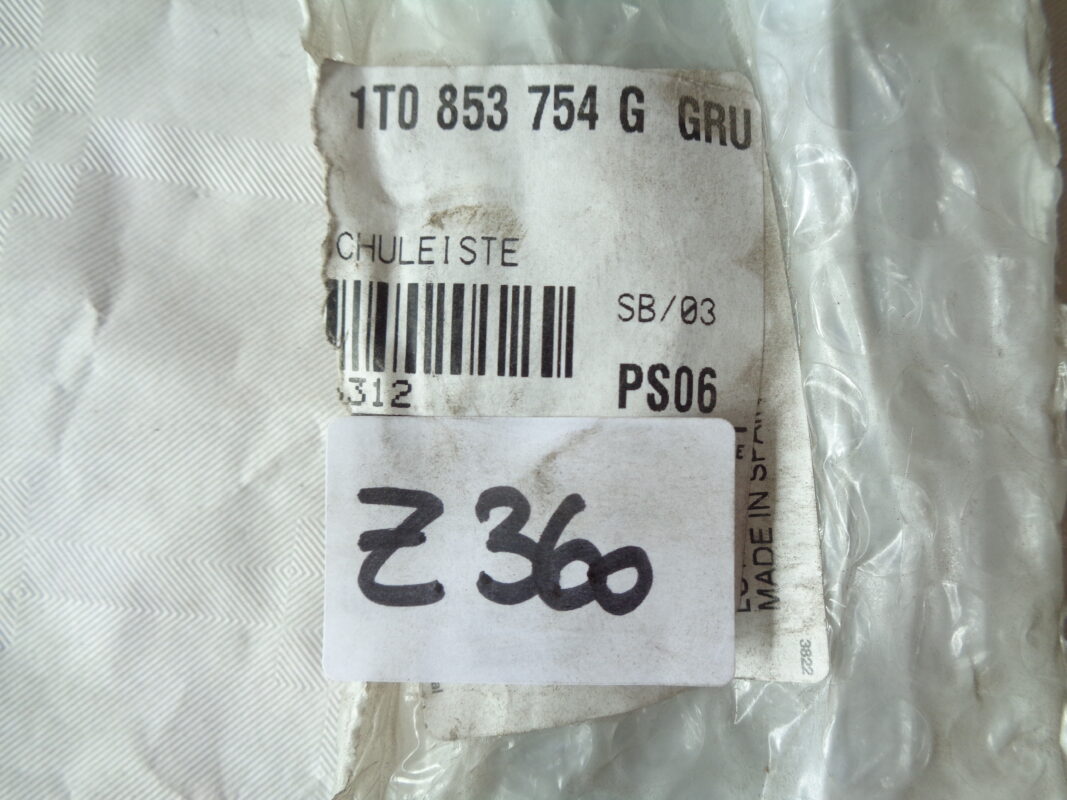 1T0 853 754 G GRU
CHULEISTE
SB/03
312
PS06
Z 360
MADE IN SPAIN
3822